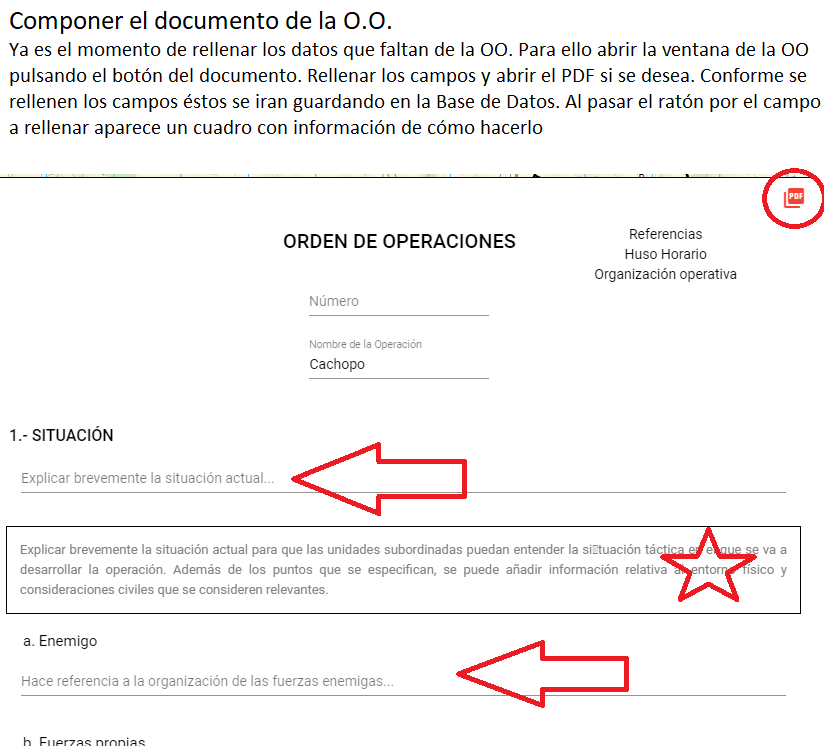 Componer el documento de la O.O.
Ya es el momento de rellenar los datos que faltan de la OO. Para ello abrir la ventana de la OO
pulsando el botón del documento. Rellenar los campos y abrir el PDF si se desea. Conforme se
rellenen los campos éstos se iran guardando en la Base de Datos. Al pasar el ratón por el campo
a rellenar aparece un cuadro con información de cómo hacerlo
PDF
ORDEN DE OPERACIONES
Referencias
Huso Horario
Organización operativa
Número
Nombre de la Operación
Cachopo
1.- SITUACIÓN
Explicar brevemente la situación actual...
Explicar brevemente la situación actual para que las unidades subordinadas puedan entender la si▯tuación táctica en el que se va a
desarrollar la operación. Además de los puntos que se especifican, se puede añadir información relativa al entorno físico y
consideraciones civiles que se consideren relevantes.
a. Enemigo
Hace referencia a la organización de las fuerzas enemigas...
b. Fuerzas propias